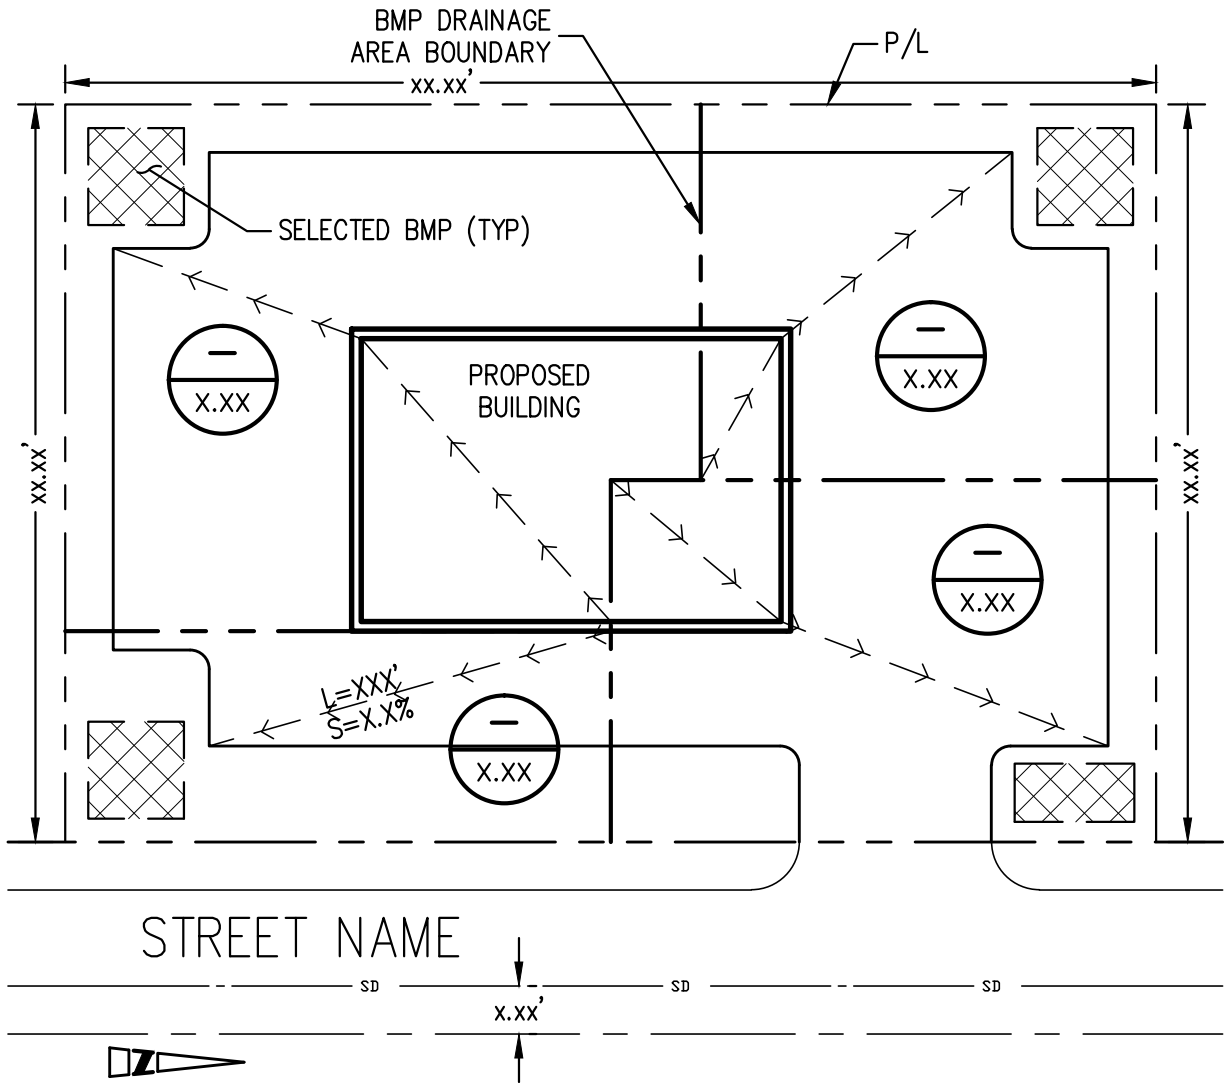 BMP DRAINAGE
AREA BOUNDARY
P/L
xx.xx'
SELECTED BMP (TYP)
PROPOSED
BUILDING
–
X.XX
–
X.XX
xx.xx'
xx.xx'
–
X.XX
L=XXX'
S=X.X%
–
X.XX
STREET NAME
SD
SD
SD
x.xx'
N